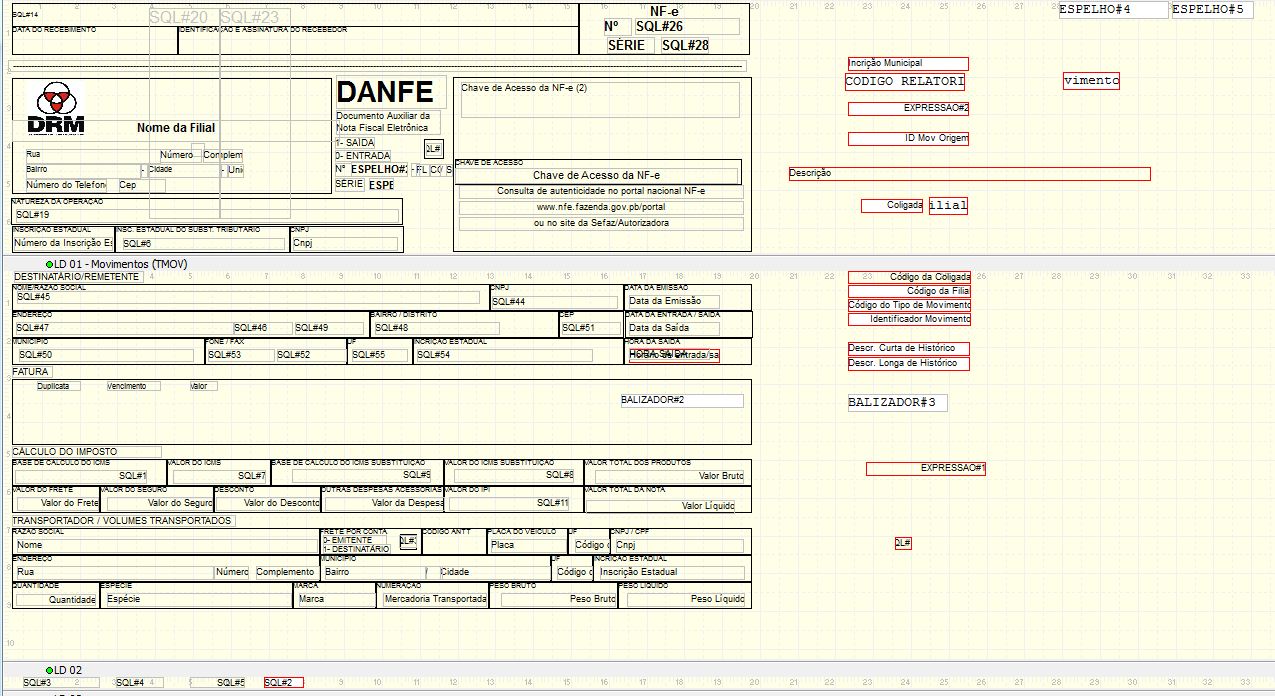 SQL#14
SQL#20 SQL#23
NF-e
Nº SQL#26
SÉRIE SQL#28
DATA DO RECEBIMENTO
IDENTIFICAÇÃO E ASSINATURA DO RECEBEDOR
ESPELHO#4 ESPELHO#5
Incrição Municipal
CODIGO RELATORI
vimento
EXPRESSAO#2
ID Mov Origem
Descrição
Coligada
ilial
DRM
Nome da Filial
Rua Número Complem
Bairro - Cidade - Uni
Número do Telefon Cep
DANFE
Documento Auxiliar da
Nota Fiscal Eletrônica
1- SAÍDA
0- ENTRADA
QL#
Nº ESPELHO#: - FL CO S
SÉRIE ESPE
Chave de Acesso da NF-e (2)
CHAVE DE ACESSO
Chave de Acesso da NF-e
Consulta de autenticidade no portal nacional NF-e
www.nfe.fazenda.gov.pb/portal
ou no site da Sefaz/Autorizadora
NATUREZA DA OPERAÇÃO
SQL#19
INSCRIÇÃO ESTADUAL INSC. ESTADUAL DO SUBST. TRIBUTÁRIO CNPJ
Número da Inscrição Es SQL#6 Cnpj
LD 01 - Movimentos (TMOV)
DESTINATÁRIO/REMETENTE
NOME/RAZÃO SOCIAL CNPJ DATA DA EMISSÃO
SQL#45 SQL#44 Data da Emissão
ENDEREÇO BAIRRO / DISTRITO CEP DATA DA ENTRADA / SAÍDA
SQL#47 SQL#46 SQL#49 SQL#48 SQL#51 Data da Saída
MUNICÍPIO FONE / FAX UF INCRIÇÃO ESTADUAL HORA DA SAÍDA
SQL#50 SQL#53 SQL#52 SQL#55 SQL#54
Código da Coligada
Código da Filia
Código do Tipo de Movimento
Identificador Movimento
Descr. Curta de Histórico
Descr. Longa de Histórico
FATURA
Duplicata Vencimento Valor
BALIZADOR#2
BALIZADOR#3
CÁLCULO DO IMPOSTO
BASE DE CÁLCULO DO ICMS VALOR DO ICMS BASE DE CÁLCULO DO ICMS SUBSTITUIÇÃO VALOR DO ICMS SUBSTITUIÇÃO VALOR TOTAL DOS PRODUTOS
SQL#1 SQL#7 SQL#9 SQL#8 Valor Bruto
EXPRESSAO#1
VALOR DO FRETE VALOR DO SEGURO DESCONTO OUTRAS DESPESAS ACESSÓRIAS VALOR DO IPI VALOR TOTAL DA NOTA
Valor do Frete Valor do Seguro Valor do Desconto Valor da Despesa SQL#11 Valor Líquido
TRANSPORTADOR / VOLUMES TRANSPORTADOS
RAZÃO SOCIAL FRETE POR CONTA CÓDIGO ANTT PLACA DO VEÍCULO UF CNPJ / CPF
Nome 0- EMITENTE 1- DESTINATÁRIO Placa Código Cnpj
QL#
ENDEREÇO MUNICÍPIO UF INCRIÇÃO ESTADUAL
Rua Número Complemento Bairro / Cidade Código Inscrição Estadual
QUANTIDADE ESPÉCIE MARCA NUMERAÇÃO PESO BRUTO PESO LÍQUIDO
Quantidade Espécie Marca Mercadoria Transportada Peso Bruto Peso Líquido
LD 02
SQL#3 SQL#4 SQL#5 SQL#2